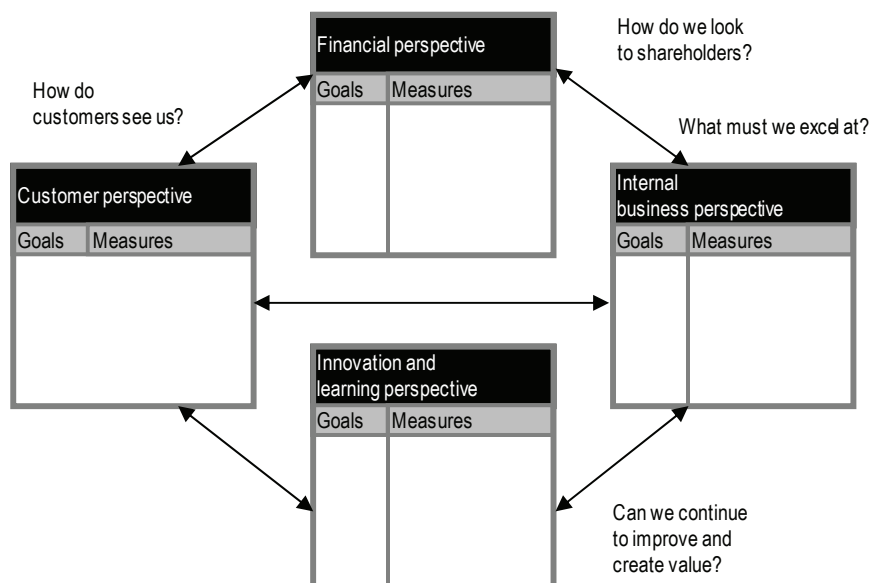 Financial perspective
Goals Measures
How do we look
to shareholders?
How do
customers see us?
What must we excel at?
Customer perspective
Goals Measures
Internal
business perspective
Goals Measures
Innovation and
learning perspective
Goals Measures
Can we continue
to improve and
create value?